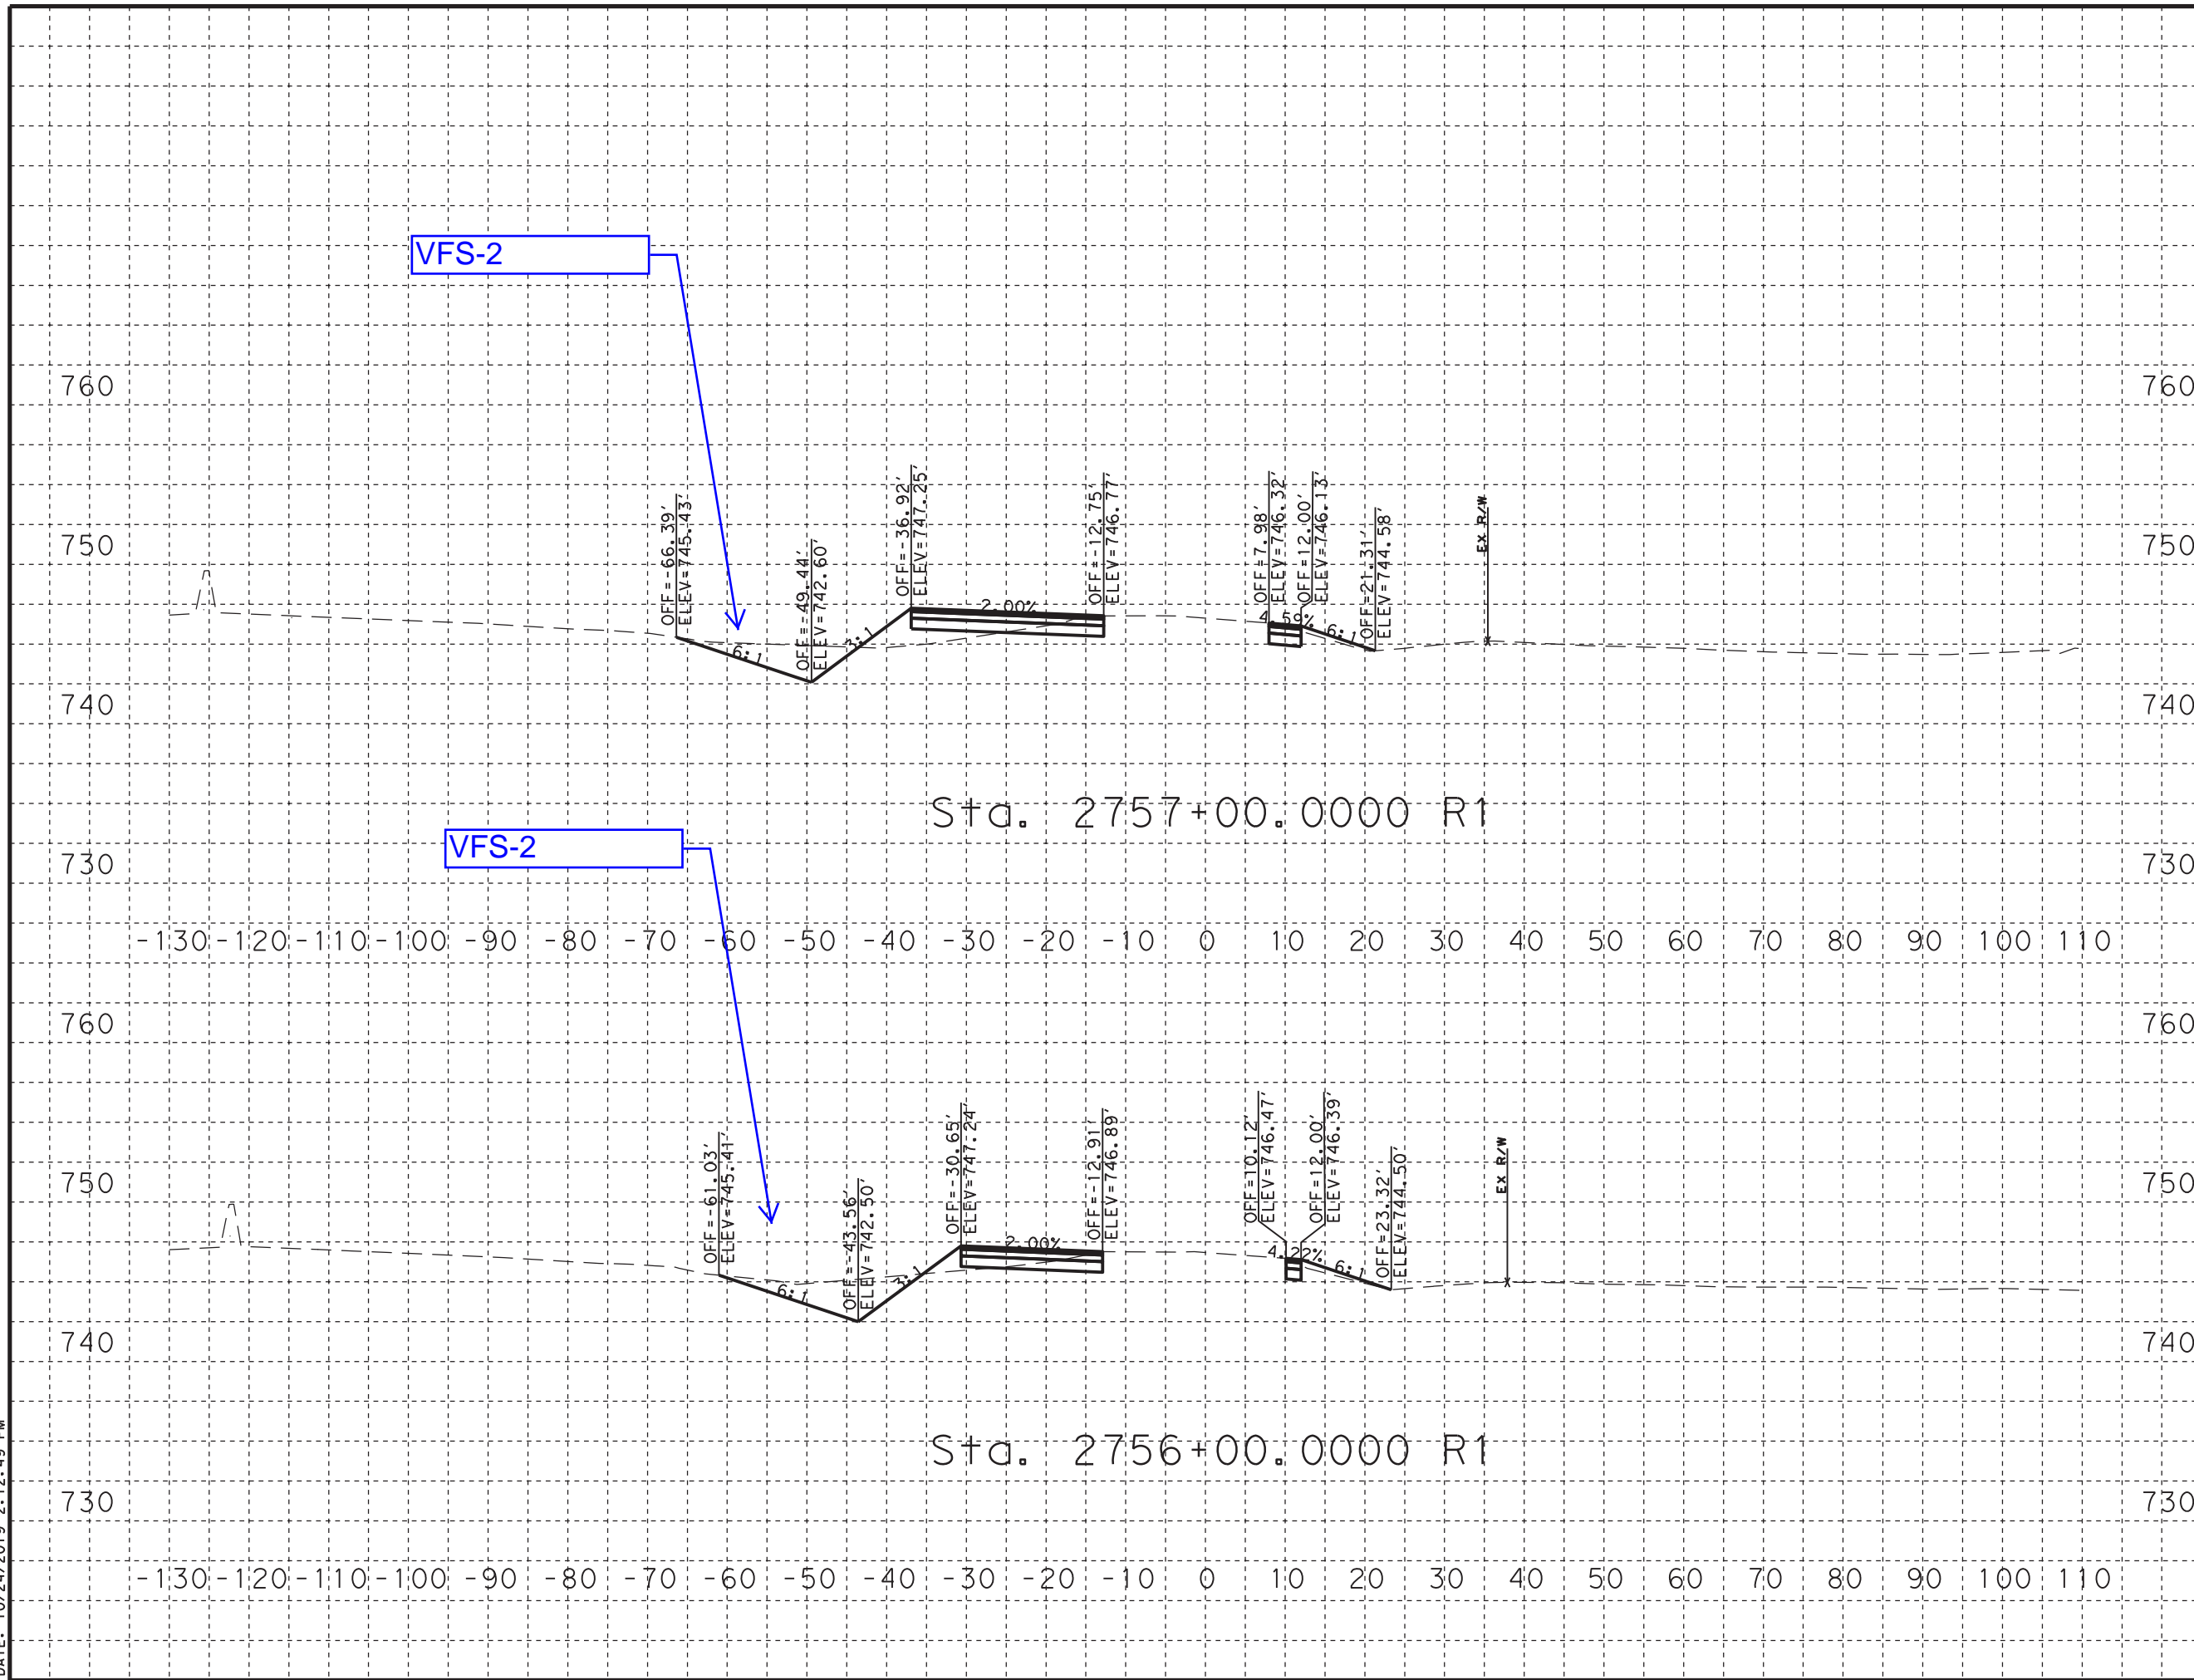 VFS-2
760 760
OFF=-66.39'
ELEV=745.43'
OFF=-49.44'
ELEV=742.60'
OFF=-36.92'
ELEV=747.25'
OFF=-12.75'
ELEV=746.77'
OFF=7.98'
ELEV=746.32'
OFF=12.00'
ELEV=746.13'
OFF=21.31'
ELEV=744.58'
EX R/W
750 750
6:1
3:1
2.00%
4.59%
6:1
740 740
Sta. 2757+00.0000 R1
VFS-2
730 730
-130 -120 -110 -100 -90 -80 -70 -60 -50 -40 -30 -20 -10 0 10 20 30 40 50 60 70 80 90 100 110
760 760
OFF=-61.03'
ELEV=745.41'
OFF=-43.56'
ELEV=742.50'
OFF=-30.65'
ELEV=747.24'
OFF=-12.91'
ELEV=746.89'
OFF=10.12'
ELEV=746.47'
OFF=12.00'
ELEV=746.39'
OFF=23.32'
ELEV=744.50'
EX R/W
750 750
6:1
3:1
2.00%
4.22%
6:1
740 740
Sta. 2756+00.0000 R1
730 730
-130 -120 -110 -100 -90 -80 -70 -60 -50 -40 -30 -20 -10 0 10 20 30 40 50 60 70 80 90 100 110